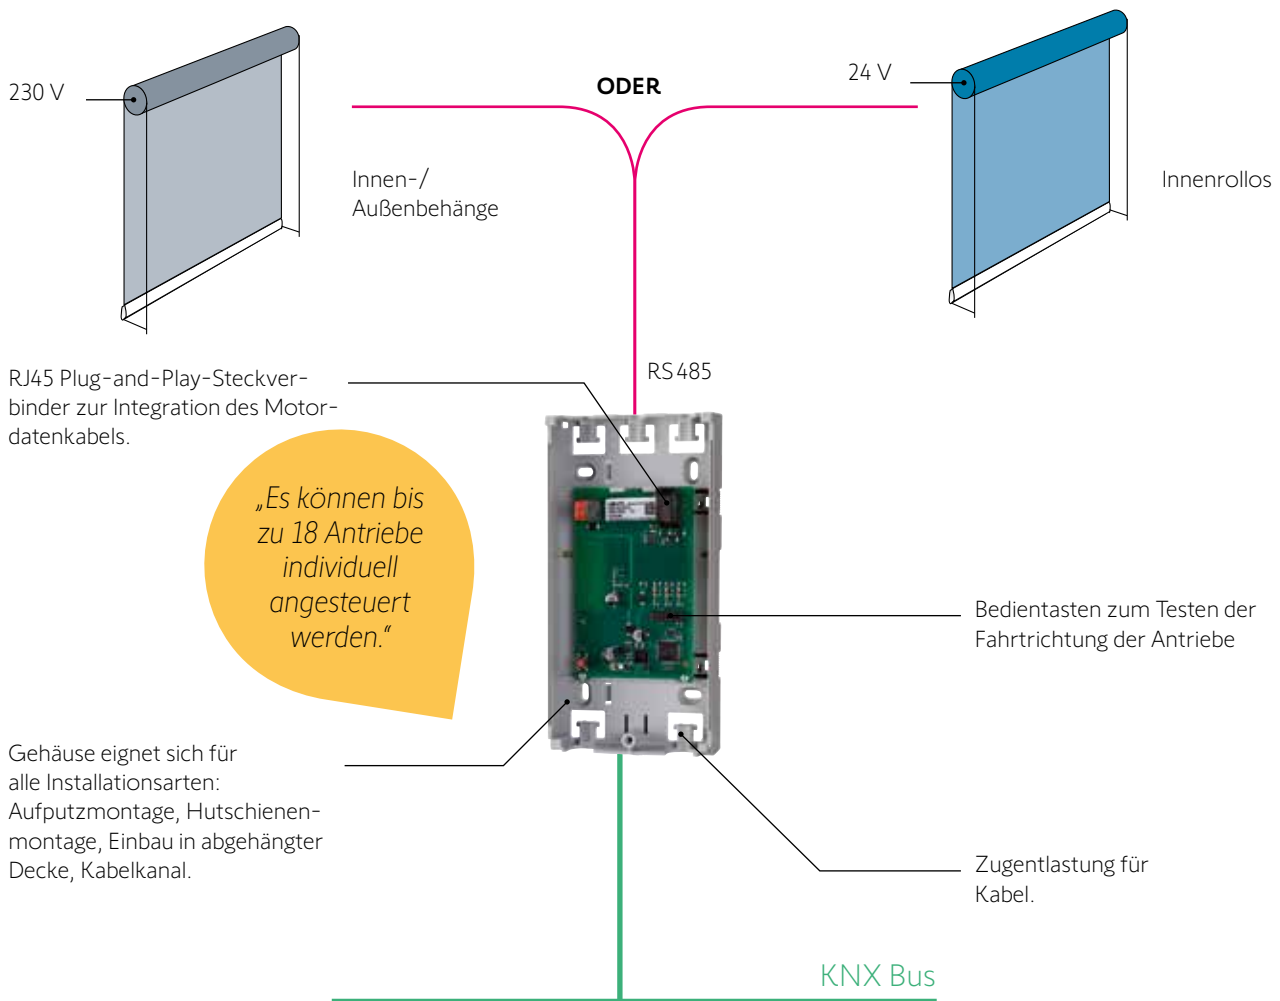 230 V
ODER
24 V
Innen-/
Außenbehänge
Innenrollos
RJ45 Plug-and-Play-Steckver-
binder zur Integration des Motor-
datenkabels.
RS 485
„Es können bis
zu 18 Antriebe
individuell
angesteuert
werden.“
Bedientasten zum Testen der
Fahrtrichtung der Antriebe
Gehäuse eignet sich für
alle Installationsarten:
Aufputzmontage, Hutschienen-
montage, Einbau in abgehängter
Decke, Kabelkanal.
Zugentlastung für
Kabel.
KNX Bus